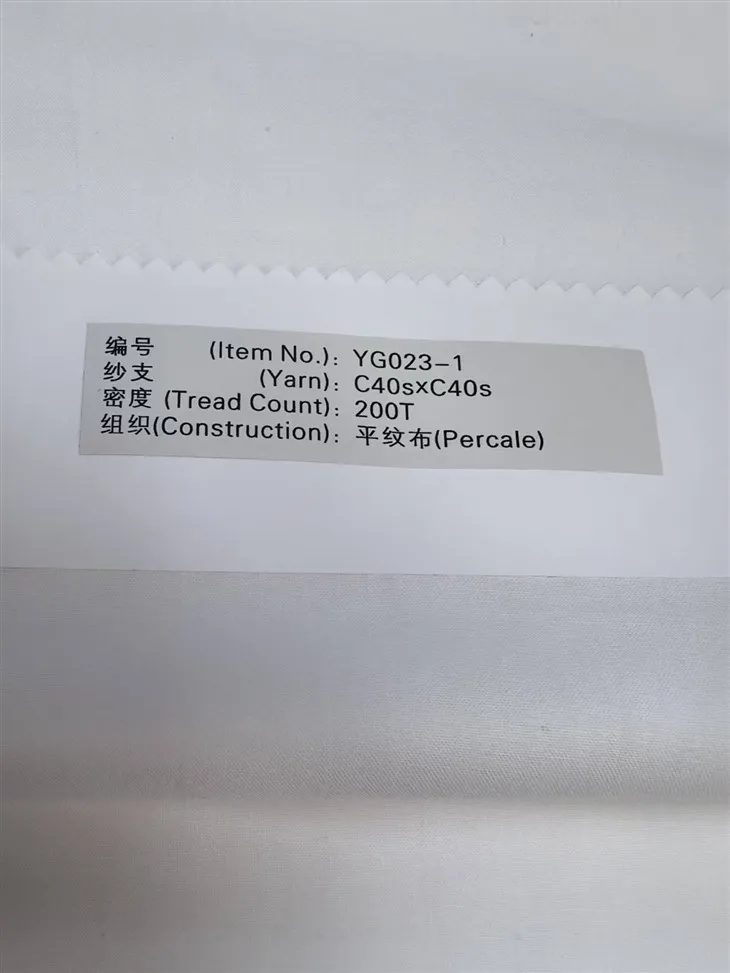 编号 (Item No.): YG023-1
纱支 (Yarn): C40sxC40s
密度 (Tread Count): 200T
组织(Construction): 平纹布(Percale)